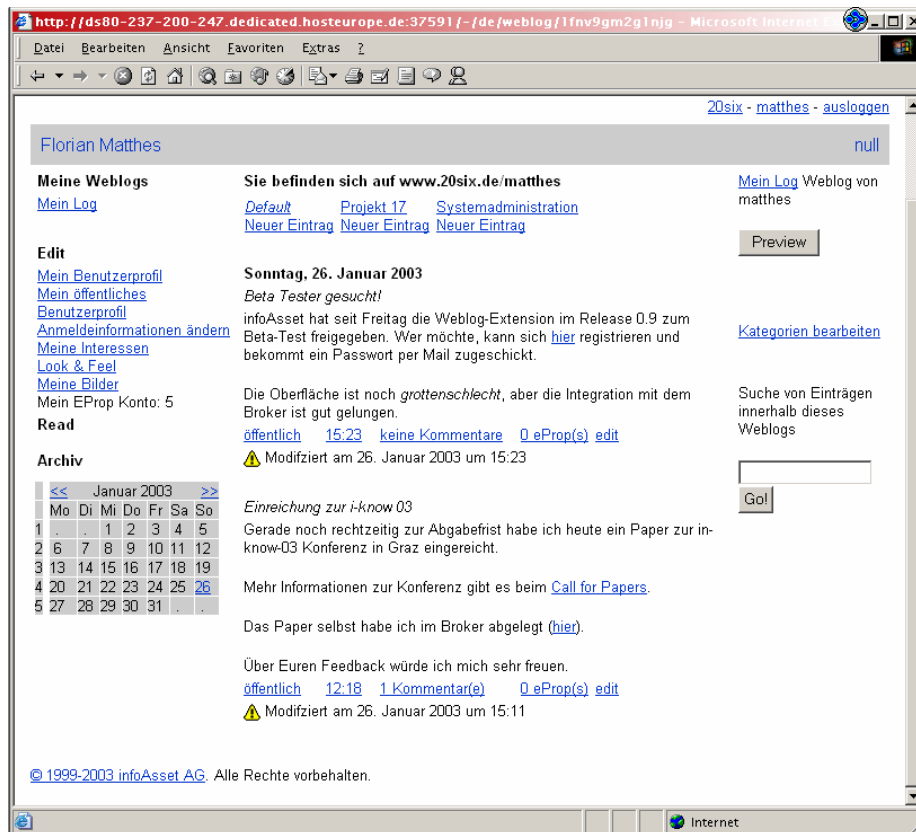 http://ds80-237-200-247.dedicated.hosteurope.de:37591/-/de/weblog/1fnv9gm2g1njg - Microsoft Internet
Datei Bearbeiten Ansicht Favoriten Extras ?
20six - matthes - ausloggen
Florian Matthes
null
Meine Weblogs
Mein Log
Edit
Mein Benutzerprofil
Mein öffentliches
Benutzerprofil
Anmeldeinformationen ändern
Meine Interessen
Look & Feel
Meine Bilder
Mein EProp Konto: 5
Read
Archiv
<< Januar 2003 >>
Mo Di Mi Do Fr Sa So
1 . . 1 2 3 4 5
2 6 7 8 9 10 11 12
3 13 14 15 16 17 18 19
4 20 21 22 23 24 25 26
5 27 28 29 30 31 . .
Sie befinden sich auf www.20six.de/matthes
Default Projekt 17 Systemadministration
Neuer Eintrag Neuer Eintrag Neuer Eintrag
Sonntag, 26. Januar 2003
Beta Tester gesucht!
infoAsset hat seit Freitag die Weblog-Extension im Release 0.9 zum
Beta-Test freigegeben. Wer möchte, kann sich hier registrieren und
bekommt ein Passwort per Mail zugeschickt.
Die Oberfläche ist noch grottenschlecht, aber die Integration mit dem
Broker ist gut gelungen.
öffentlich 15:23 keine Kommentare 0 eProp(s) edit
Modifziert am 26. Januar 2003 um 15:23
Einreichung zur i-know 03
Gerade noch rechtzeitig zur Abgabefrist habe ich heute ein Paper zur in-
know-03 Konferenz in Graz eingereicht.
Mehr Informationen zur Konferenz gibt es beim Call for Papers.
Das Paper selbst habe ich im Broker abgelegt (hier).
Über Euren Feedback würde ich mich sehr freuen.
öffentlich 12:18 1 Kommentar(e) 0 eProp(s) edit
Modifziert am 26. Januar 2003 um 15:11
Mein Log Weblog von
matthes
Preview
Kategorien bearbeiten
Suche von Einträgen
innerhalb dieses
Weblogs
Go!
© 1999-2003 infoAsset AG. Alle Rechte vorbehalten.
Internet